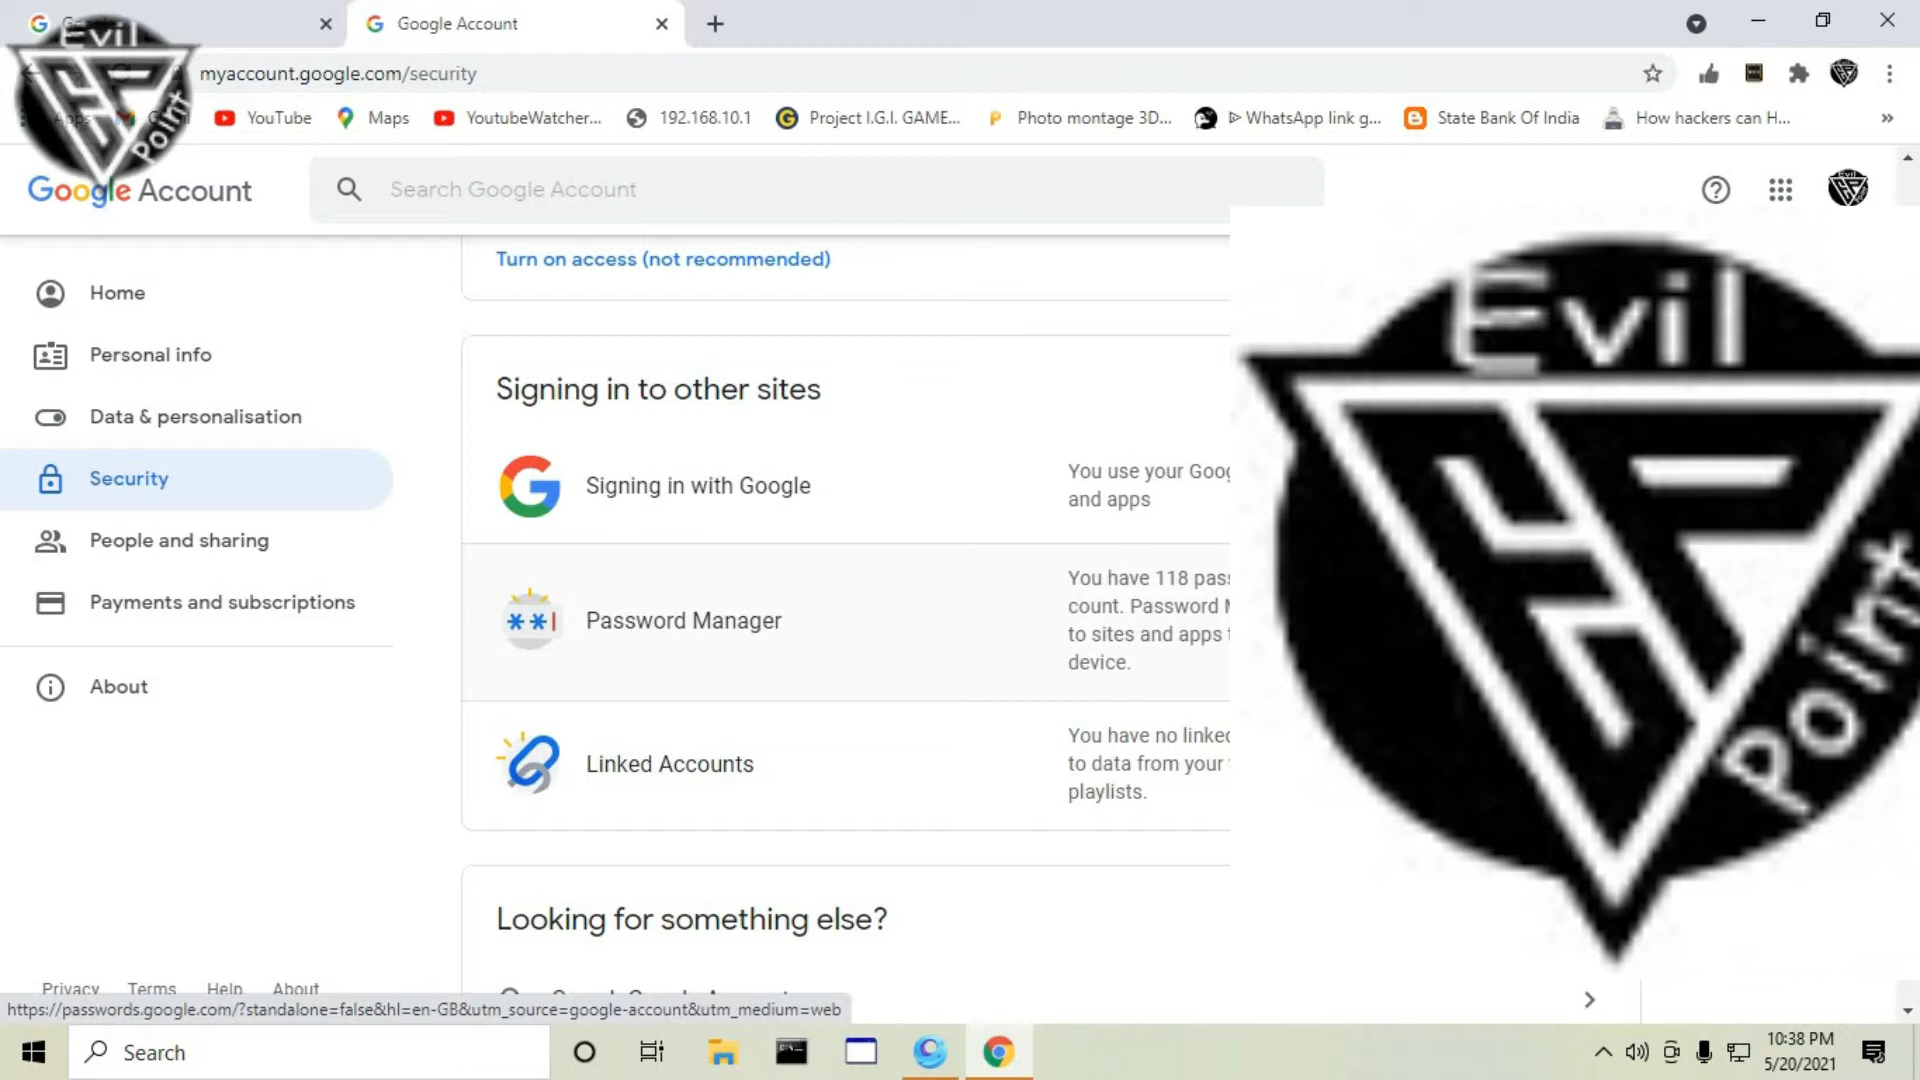 Google Account
myaccount.google.com/security
Apps
YouTube
Maps
YoutubeWatcher...
192.168.10.1
Project I.G.I. GAME...
Photo montage 3D...
WhatsApp link g...
State Bank Of India
How hackers can H...
»
Evil
Point
Google Account
Search Google Account
Turn on access (not recommended)
Home
Personal info
Data & personalisation
Security
People and sharing
Payments and subscriptions
About
Signing in to other sites
Signing in with Google
You use your Goog
and apps
Password Manager
You have 118 pass
count. Password M
to sites and apps
device.
Linked Accounts
You have no linked
to data from your
playlists.
Evil
Point
Looking for something else?
Privacy Terms Help About
https://passwords.google.com/?standalone=false&hl=en-GB&utm_source=google-account&utm_medium=web
Search
10:38 PM
5/20/2021